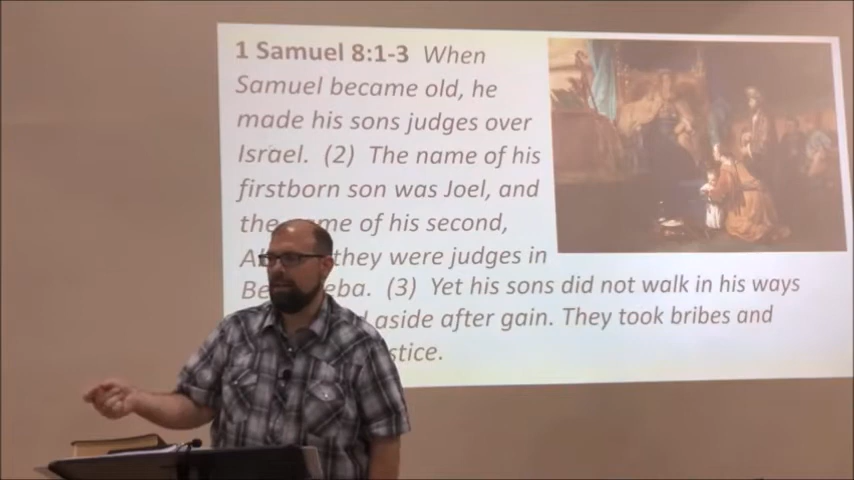 1 Samuel 8:1-3 When
Samuel became old, he
made his sons judges over
Israel. (2) The name of his
firstborn son was Joel, and
the name of his second,
they were judges in
(3) Yet his sons did not walk in his ways
aside after gain. They took bribes and